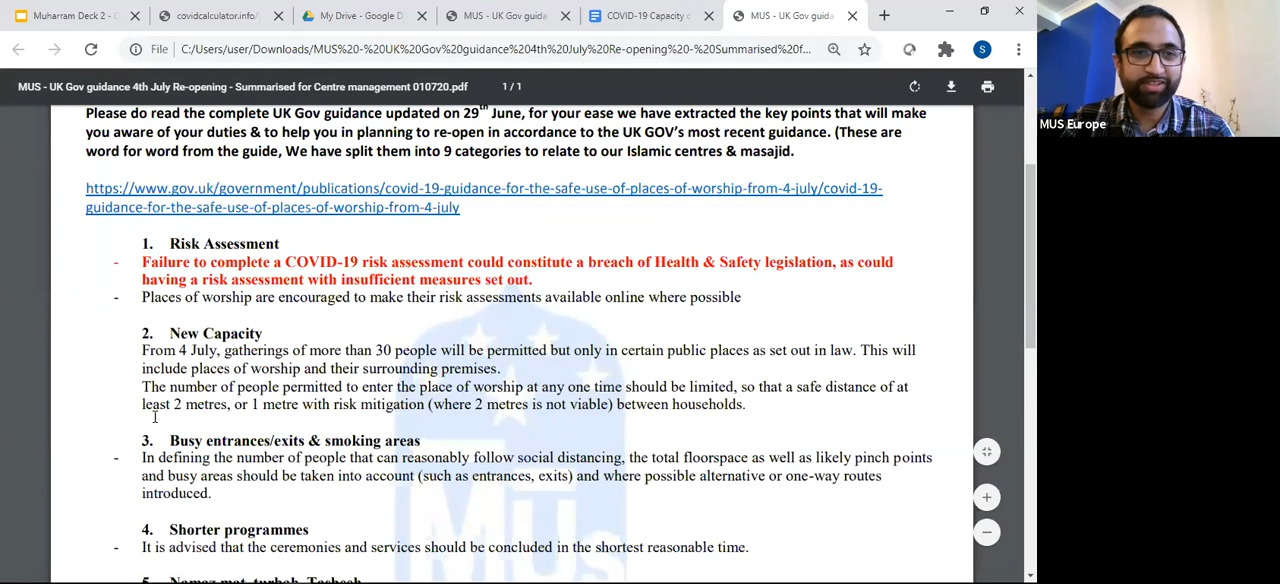 Muharram Deck 2 -
covidcalculator.info/
My Drive - Google D
MUS - UK Gov guida
COVID-19 Capacity c
MUS - UK Gov guida
File
C:/Users/user/Downloads/MUS%20-%20UK%20Gov%20guidance%204th%20July%20Re-opening%20-%20Summarised%20f...
S
MUS - UK Gov guidance 4th July Re-opening - Summarised for Centre management 010720.pdf
1 / 1
MUS Europe
Please do read the complete UK Gov guidance updated on 29th June, for your ease we have extracted the key points that will make
you aware of your duties & to help you in planning to re-open in accordance to the UK GOV's most recent guidance. (These are
word for word from the guide, We have split them into 9 categories to relate to our Islamic centres & masajid.
https://www.gov.uk/government/publications/covid-19-guidance-for-the-safe-use-of-places-of-worship-from-4-july/covid-19-
guidance-for-the-safe-use-of-places-of-worship-from-4-july
1. Risk Assessment
- Failure to complete a COVID-19 risk assessment could constitute a breach of Health & Safety legislation, as could
having a risk assessment with insufficient measures set out.
- Places of worship are encouraged to make their risk assessments available online where possible
2. New Capacity
From 4 July, gatherings of more than 30 people will be permitted but only in certain public places as set out in law. This will
include places of worship and their surrounding premises.
The number of people permitted to enter the place of worship at any one time should be limited, so that a safe distance of at
least 2 metres, or 1 metre with risk mitigation (where 2 metres is not viable) between households.
3. Busy entrances/exits & smoking areas
- In defining the number of people that can reasonably follow social distancing, the total floorspace as well as likely pinch points
and busy areas should be taken into account (such as entrances, exits) and where possible alternative or one-way routes
introduced.
4. Shorter programmes
- It is advised that the ceremonies and services should be concluded in the shortest reasonable time.
5. Namaz mat, turbah, Tasbeeh
MUS